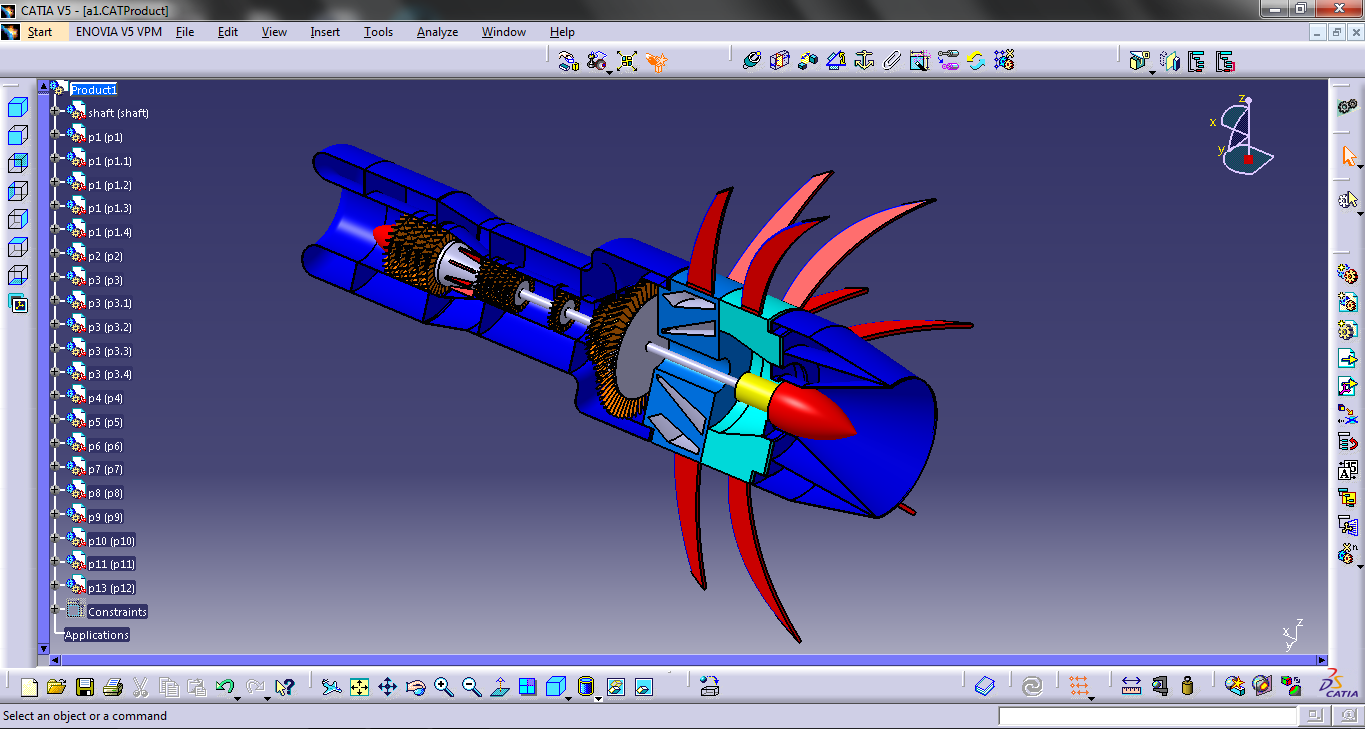 CATIA V5 - [a1.CATProduct]
Start ENOVIA V5 VPM File Edit View Insert Tools Analyze Window Help
Product1
shaft (shaft)
p1 (p1)
p1 (p1.1)
p1 (p1.2)
p1 (p1.3)
p1 (p1.4)
p2 (p2)
p3 (p3)
p3 (p3.1)
p3 (p3.2)
p3 (p3.3)
p3 (p3.4)
p4 (p4)
p5 (p5)
p6 (p6)
p7 (p7)
p8 (p8)
p9 (p9)
p10 (p10)
p11 (p11)
p13 (p12)
Constraints
Applications
z
x
y
z
x
y
CATIA
Select an object or a command